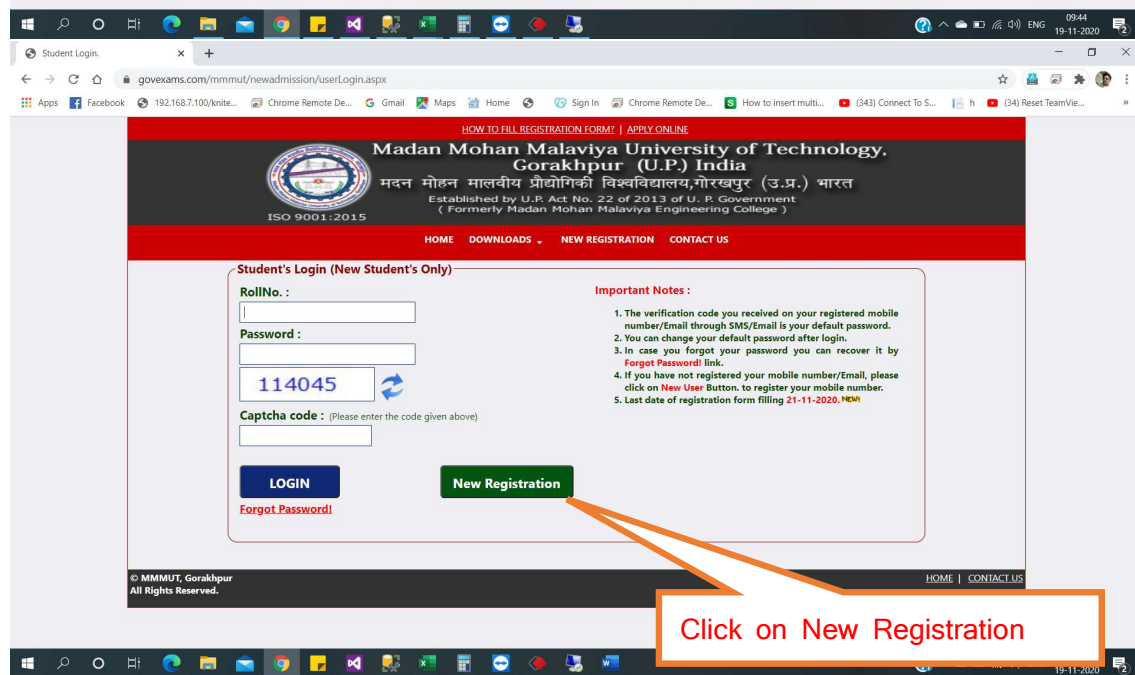 09:44
ENG
19-11-2020
2
Student Login.
govexams.com/mmmut/newadmission/userLogin.aspx
Apps Facebook 192.168.7.100/knite... Chrome Remote De... Gmail Maps Home Sign In Chrome Remote De... How to insert multi... (343) Connect To S... h (34) Reset TeamVie... »
HOW TO FILL REGISTRATION FORM? | APPLY ONLINE
Madan Mohan Malaviya University of Technology,
Gorakhpur (U.P.) India
मदन मोहन मालवीय प्रौद्योगिकी विश्वविद्यालय,गोरखपुर (उ.प्र.) भारत
Established by U.P. Act No. 22 of 2013 of U. P. Government
( Formerly Madan Mohan Malaviya Engineering College )
ISO 9001:2015
HOME DOWNLOADS NEW REGISTRATION CONTACT US
Student's Login (New Student's Only)
RollNo. :
Password :
114045
Captcha code : (Please enter the code given above)
LOGIN
New Registration
Forgot Password!
Important Notes :
1. The verification code you received on your registered mobile
number/Email through SMS/Email is your default password.
2. You can change your default password after login.
3. In case you forgot your password you can recover it by
Forgot Password! link.
4. If you have not registered your mobile number/Email, please
click on New User Button. to register your mobile number.
5. Last date of registration form filling 21-11-2020. NEW!
© MMMUT, Gorakhpur
All Rights Reserved.
HOME | CONTACT US
Click on New Registration
19-11-2020
2